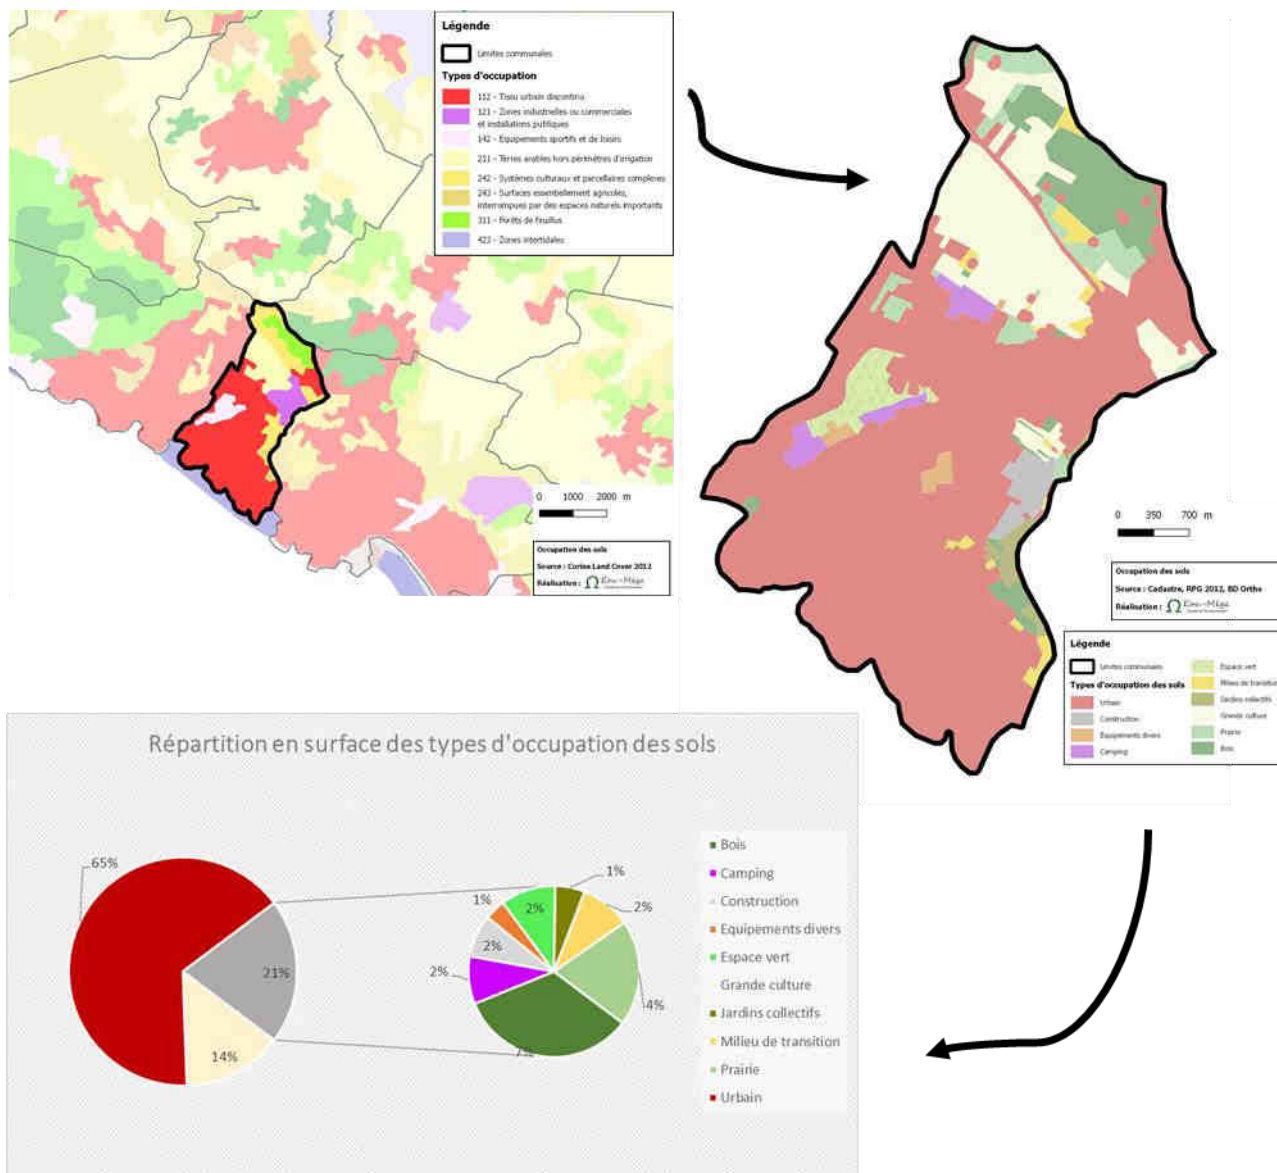 Légende
Limites communales
Types d'occupation
112 - Tissu urbain discontinu
121 - Zones industrielles ou commerciales
et installations publiques
142 - Equipements sportifs et de loisirs
211 - Terres arables hors périmètres d'irrigation
242 - Systèmes culturaux et parcellaires complexes
243 - Surfaces essentiellement agricoles,
interrompues par des espaces naturels importants
311 - Forêts de feuillus
423 - Zones intertidales
0 1000 2000 m
Occupation des sols
Source : Corine Land Cover 2012
Réalisation :
0 350 700 m
Occupation des sols
Source : Cadastre, RPG 2012, BD Ortho
Réalisation :
Légende
Limites communales
Types d'occupation des sols
Urbain
Construction
Equipements divers
Camping
Espace vert
Milieu de transition
Jardins collectifs
Grande culture
Prairie
Bois
Répartition en surface des types d'occupation des sols
65%
21%
14%
1%
2%
1%
2%
2%
2%
4%
7%
Bois
Camping
Construction
Equipements divers
Espace vert
Grande culture
Jardins collectifs
Milieu de transition
Prairie
Urbain